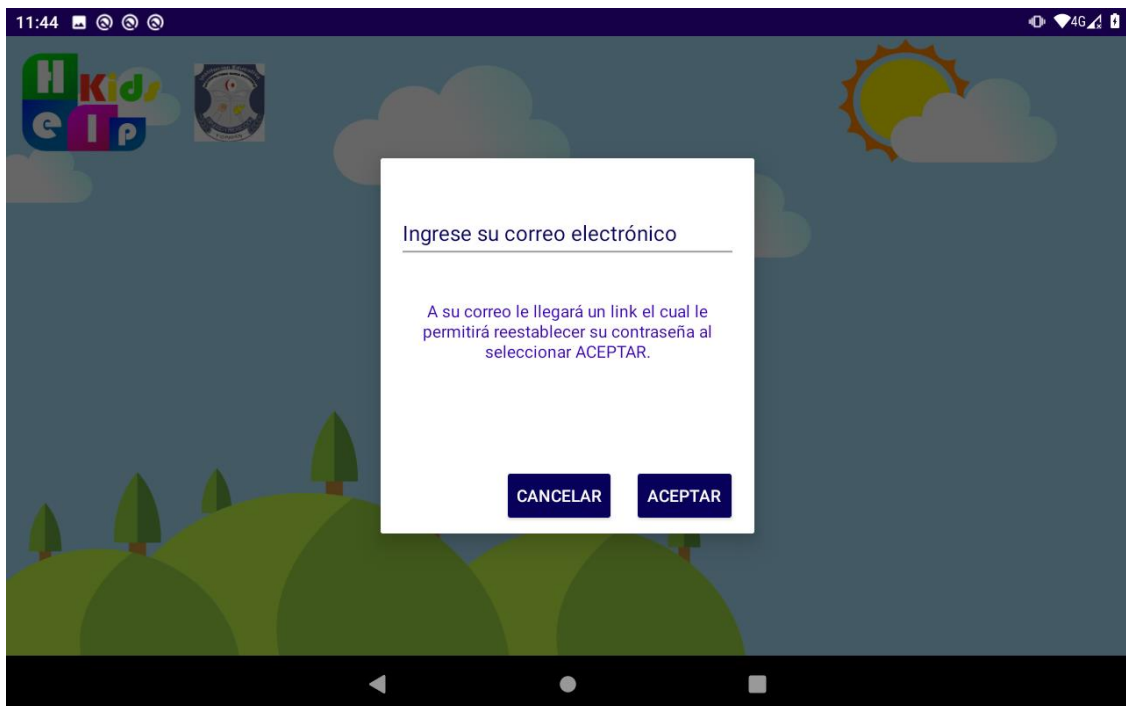 11:44
4G
H Kids
e l p
Ingrese su correo electrónico
A su correo le llegará un link el cual le
permitirá reestablecer su contraseña al
seleccionar ACEPTAR.
CANCELAR
ACEPTAR